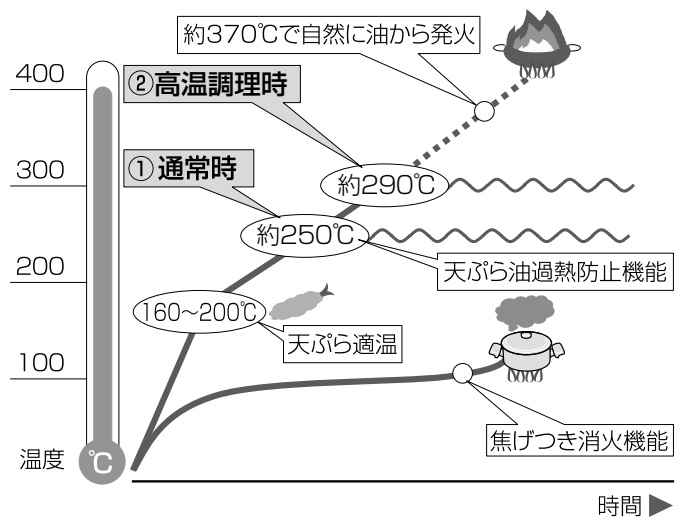 約370℃で自然に油から発火
400
②高温調理時
①通常時
300
約290℃
約250℃
200
天ぷら油過熱防止機能
160～200℃
天ぷら適温
100
焦げつき消火機能
温度
℃
時間